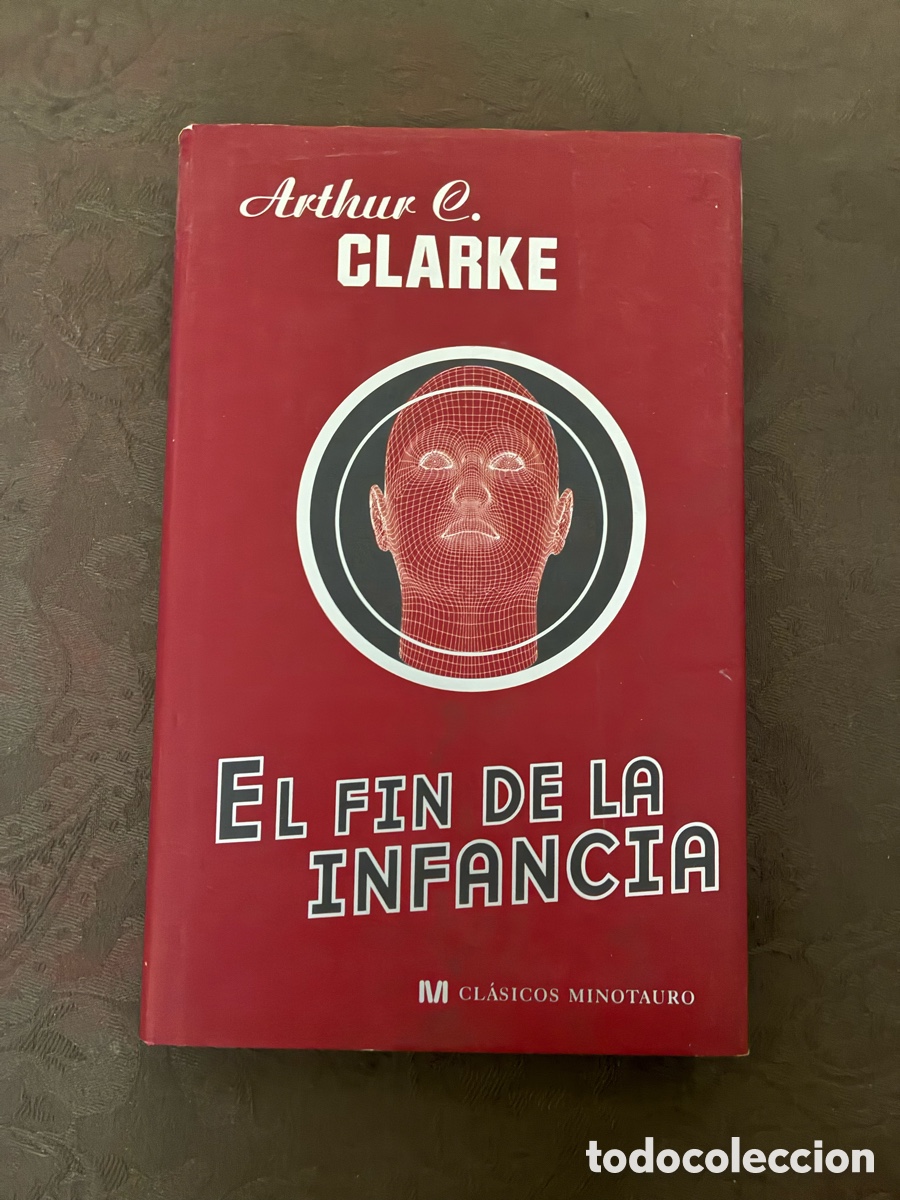 Arthur C.
CLARKE
EL FIN DE LA
INFANCIA
M CLÁSICOS MINOTAURO
todocoleccion